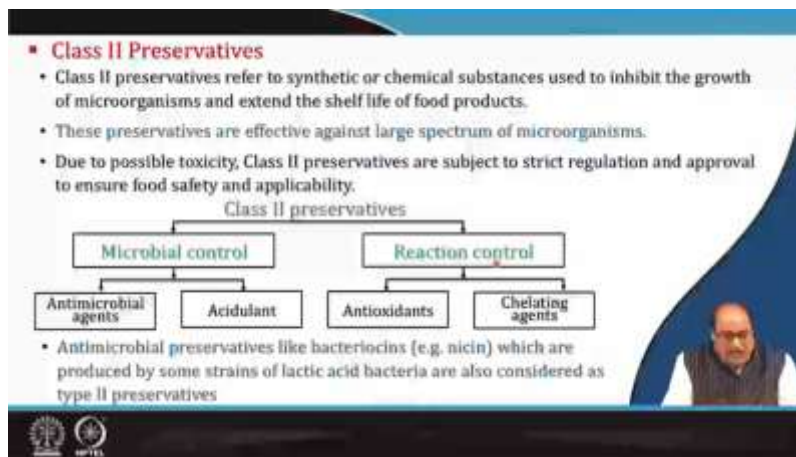 ▪ Class II Preservatives
• Class II preservatives refer to synthetic or chemical substances used to inhibit the growth
of microorganisms and extend the shelf life of food products.
• These preservatives are effective against large spectrum of microorganisms.
• Due to possible toxicity, Class II preservatives are subject to strict regulation and approval
to ensure food safety and applicability.
Class II preservatives
Microbial control
Reaction control
Antimicrobial
agents
Acidulant
Antioxidants
Chelating
agents
• Antimicrobial preservatives like bacteriocins (e.g. nicin) which are
produced by some strains of lactic acid bacteria are also considered as
type II preservatives
NPTEL